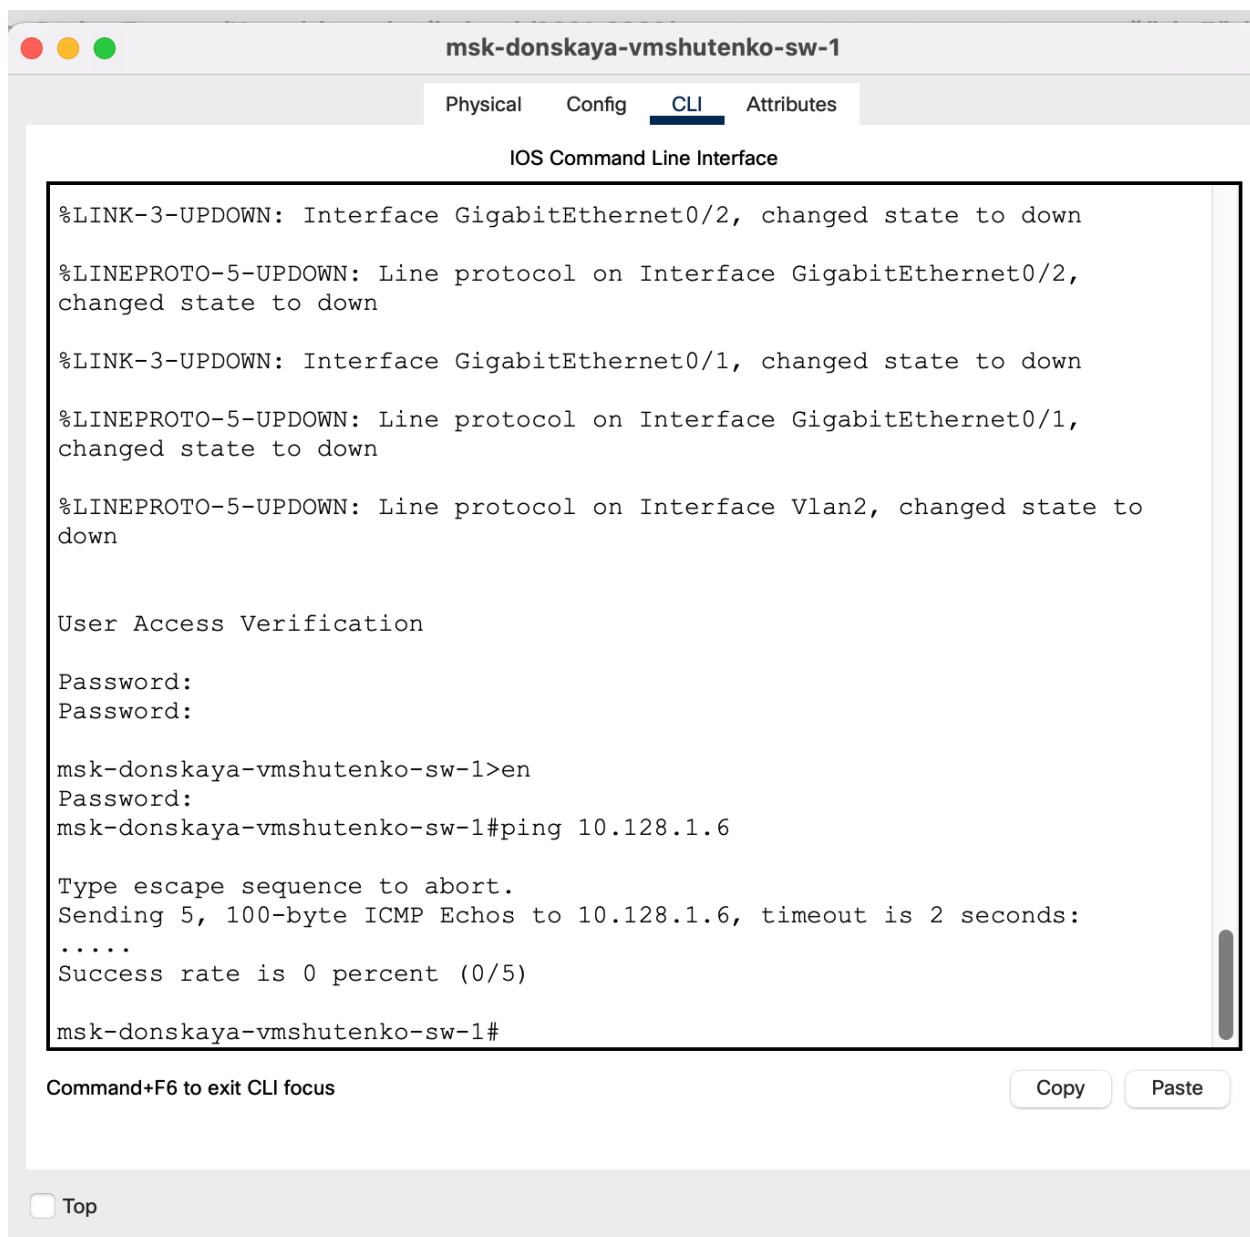 msk-donskaya-vmshutenko-sw-1
Physical Config CLI Attributes
IOS Command Line Interface
%LINK-3-UPDOWN: Interface GigabitEthernet0/2, changed state to down
%LINEPROTO-5-UPDOWN: Line protocol on Interface GigabitEthernet0/2,
changed state to down
%LINK-3-UPDOWN: Interface GigabitEthernet0/1, changed state to down
%LINEPROTO-5-UPDOWN: Line protocol on Interface GigabitEthernet0/1,
changed state to down
%LINEPROTO-5-UPDOWN: Line protocol on Interface Vlan2, changed state to
down
User Access Verification
Password:
Password:
msk-donskaya-vmshutenko-sw-1>en
Password:
msk-donskaya-vmshutenko-sw-1#ping 10.128.1.6
Type escape sequence to abort.
Sending 5, 100-byte ICMP Echos to 10.128.1.6, timeout is 2 seconds:
.....
Success rate is 0 percent (0/5)
msk-donskaya-vmshutenko-sw-1#
Command+F6 to exit CLI focus
Copy Paste
Top